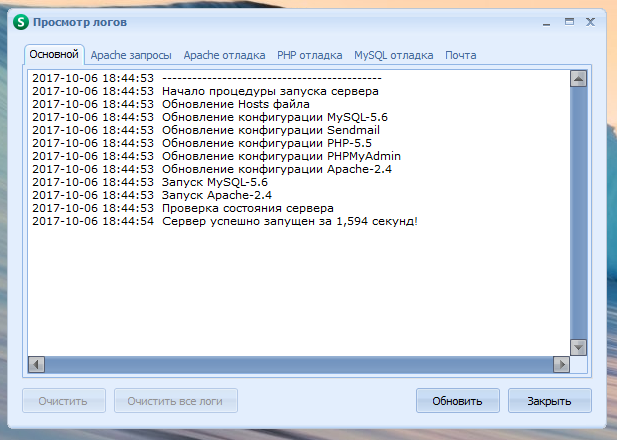 S Просмотр логов
Основной Apache запросы Apache отладка PHP отладка MySQL отладка Почта
2017-10-06 18:44:53 --------------------------------------------
2017-10-06 18:44:53 Начало процедуры запуска сервера
2017-10-06 18:44:53 Обновление Hosts файла
2017-10-06 18:44:53 Обновление конфигурации MySQL-5.6
2017-10-06 18:44:53 Обновление конфигурации Sendmail
2017-10-06 18:44:53 Обновление конфигурации PHP-5.5
2017-10-06 18:44:53 Обновление конфигурации PHPMyAdmin
2017-10-06 18:44:53 Обновление конфигурации Apache-2.4
2017-10-06 18:44:53 Запуск MySQL-5.6
2017-10-06 18:44:53 Запуск Apache-2.4
2017-10-06 18:44:53 Проверка состояния сервера
2017-10-06 18:44:54 Сервер успешно запущен за 1,594 секунд!
Очистить Очистить все логи Обновить Закрыть